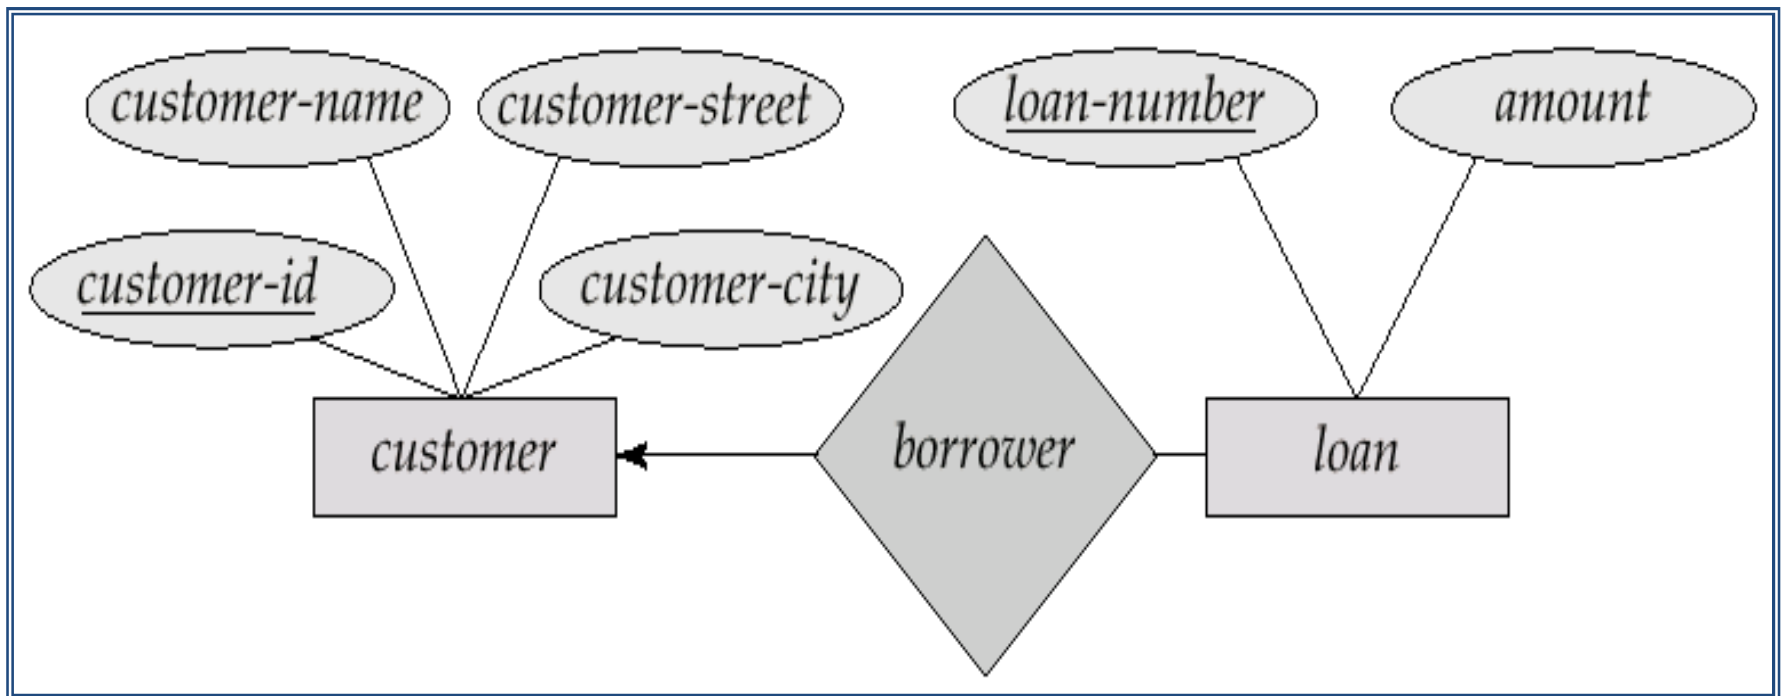 customer-name
customer-street
loan-number
amount
customer-id
customer-city
customer
borrower
loan